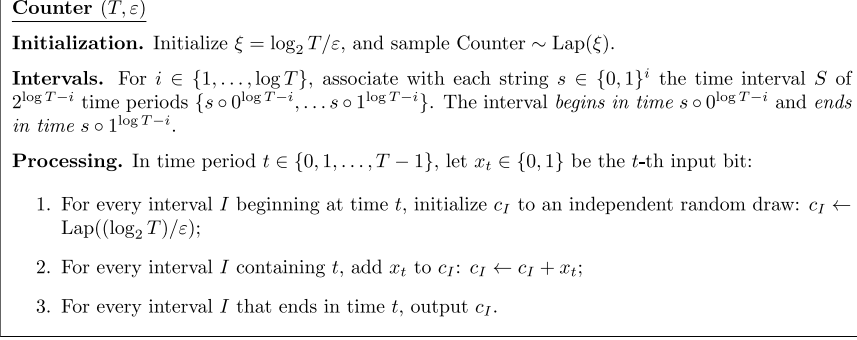 Counter (T, ε)
Initialization. Initialize ξ = log₂ T/ε, and sample Counter ∼ Lap(ξ).
Intervals. For i ∈ {1, . . . , log T}, associate with each string s ∈ {0, 1}ⁱ the time interval S of
2^{log T−i} time periods {s ∘ 0^{log T−i}, . . . s ∘ 1^{log T−i}}. The interval begins in time s ∘ 0^{log T−i} and ends
in time s ∘ 1^{log T−i}.
Processing. In time period t ∈ {0, 1, . . . , T − 1}, let xₜ ∈ {0, 1} be the t-th input bit:
1. For every interval I beginning at time t, initialize c_I to an independent random draw: c_I ←
Lap((log₂ T)/ε);
2. For every interval I containing t, add xₜ to c_I: c_I ← c_I + xₜ;
3. For every interval I that ends in time t, output c_I.